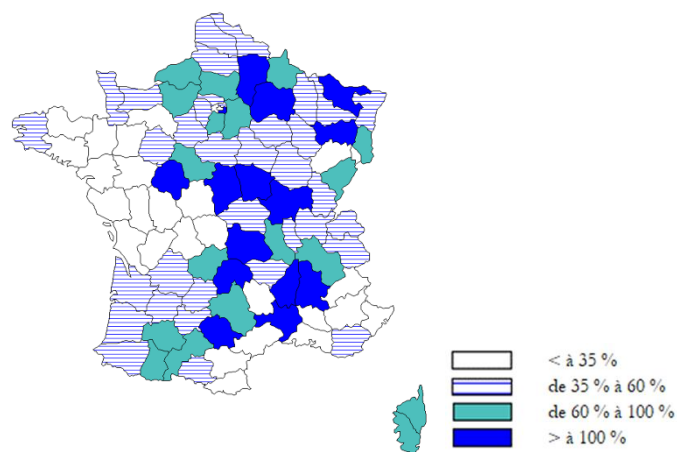 < à 35 %
de 35 % à 60 %
de 60 % à 100 %
> à 100 %